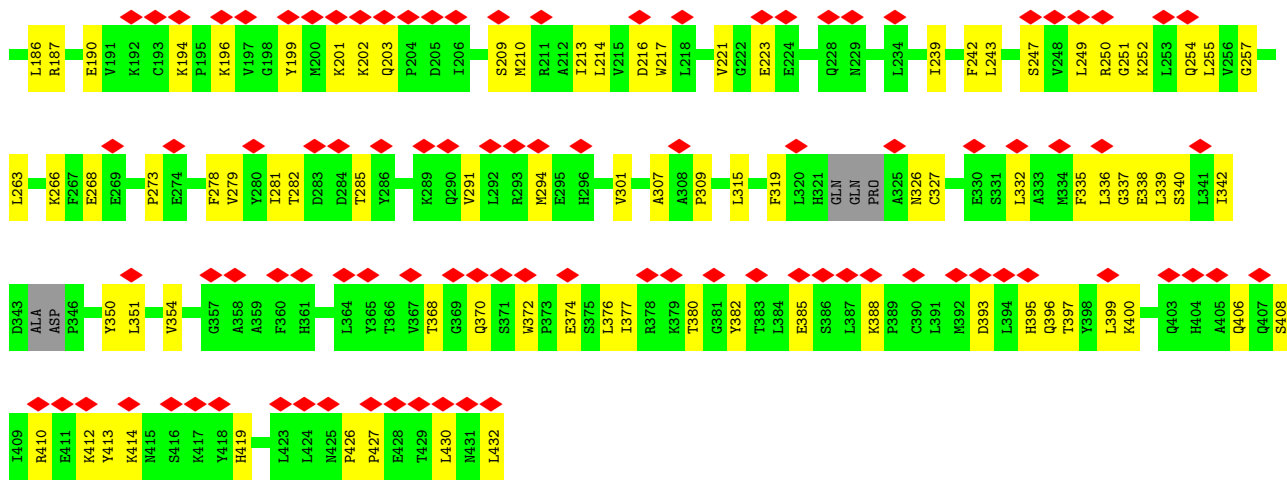 L186 R187 E190 V191 K192 C193 K194 P195 K196 V197 G198 Y199 M200 K201 K202 Q203 P204 D205 I206 S209 M210 R211 A212 I213 L214 V215 D216 W217 L218 V221 G222 E223 E224 Q228 N229 L234 I239 F242 L243 S247 V248 L249 R250 G251 K252 L253 Q254 L255 V256 G257
L263 K266 F267 E268 E269 P273 E274 F278 V279 Y280 I281 T282 D283 D284 T285 Y286 K289 Q290 V291 L292 R293 M294 E295 H296 V301 A307 A308 P309 L315 F319 L320 H321 GLN GLN PRO A325 N326 C327 E330 S331 L332 A333 M334 F335 L336 G337 E338 L339 S340 L341 I342
D343 ALA ASP P346 Y350 L351 V354 G357 A358 A359 F360 H361 L364 Y365 T366 V367 T368 G369 Q370 S371 W372 P373 E374 S375 L376 I377 R378 K379 T380 G381 Y382 T383 L384 E385 S386 L387 K388 P389 C390 L391 M392 D393 L394 H395 Q396 T397 Y398 L399 K400 Q403 H404 A405 Q406 Q407 S408
I409 R410 E411 K412 Y413 K414 N415 S416 K417 Y418 H419 L423 L424 N425 P426 P427 E428 T429 L430 N431 L432